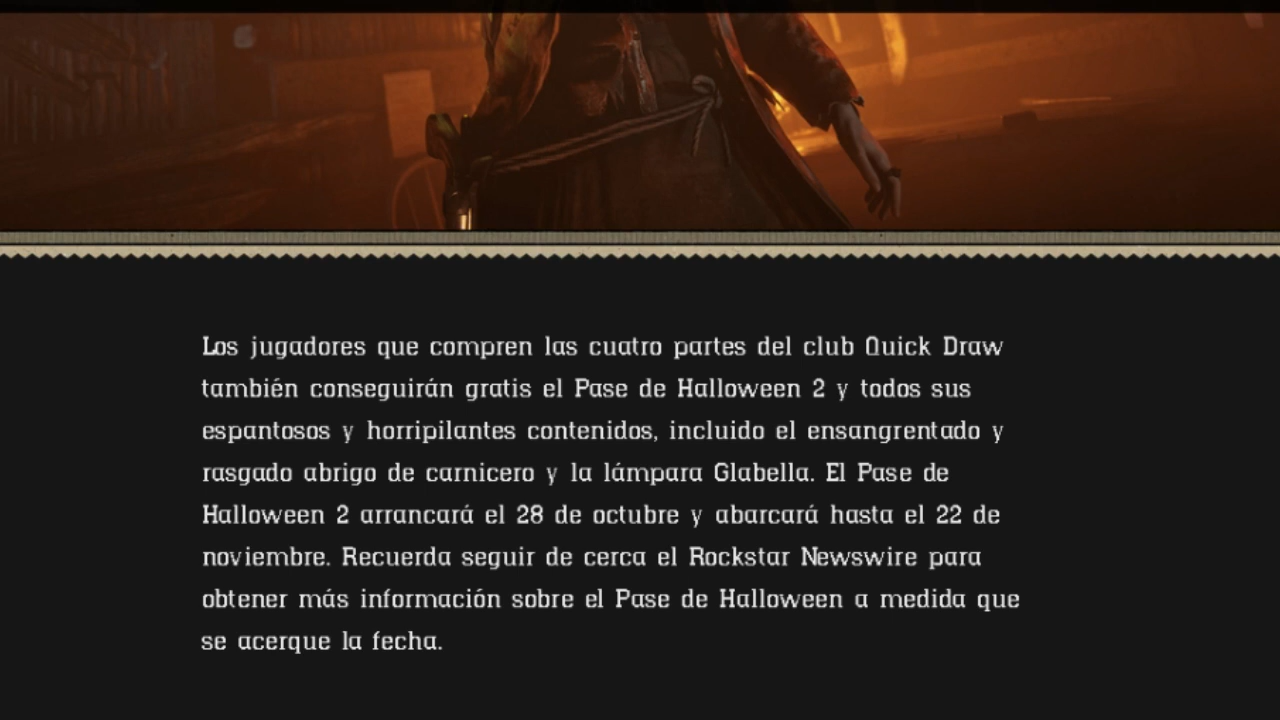 Los jugadores que compren las cuatro partes del club Quick Draw
también conseguirán gratis el Pase de Halloween 2 y todos sus
espantosos y horripilantes contenidos, incluido el ensangrentado y
rasgado abrigo de carnicero y la lámpara Glabella. El Pase de
Halloween 2 arrancará el 28 de octubre y abarcará hasta el 22 de
noviembre. Recuerda seguir de cerca el Rockstar Newswire para
obtener más información sobre el Pase de Halloween a medida que
se acerque la fecha.